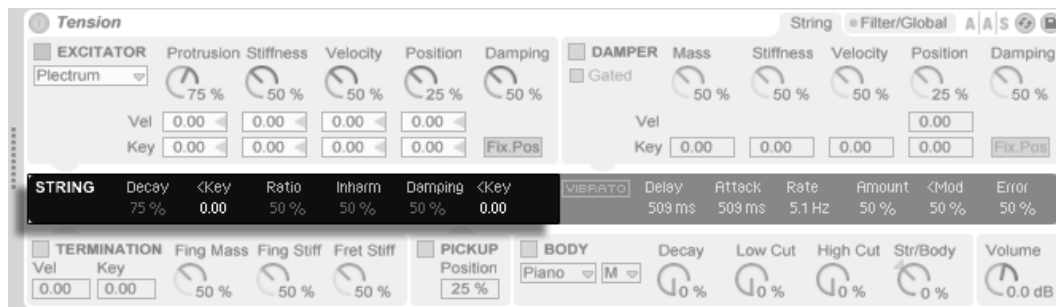 Tension String Filter/Global A A S
EXCITATOR Protrusion Stiffness Velocity Position Damping
Plectrum 75 % 50 % 50 % 25 % 50 %
Vel 0.00 0.00 0.00 0.00
Key 0.00 0.00 0.00 0.00 Fix.Pos
DAMPER Mass Stiffness Velocity Position Damping
Gated 50 % 50 % 50 % 25 % 50 %
Vel 0.00
Key 0.00 0.00 0.00 0.00 Fix.Pos
STRING Decay <Key Ratio Inharm Damping <Key
75 % 0.00 50 % 50 % 50 % 0.00
VIBRATO Delay Attack Rate Amount <Mod Error
509 ms 509 ms 5.1 Hz 50 % 50 % 50 %
TERMINATION Fing Mass Fing Stiff Fret Stiff
Vel Key
0.00 0.00 50 % 50 % 50 %
PICKUP
Position
25 %
BODY Decay Low Cut High Cut Str/Body
Piano M 0 % 0 % 0 % 0 %
Volume
0.0 dB